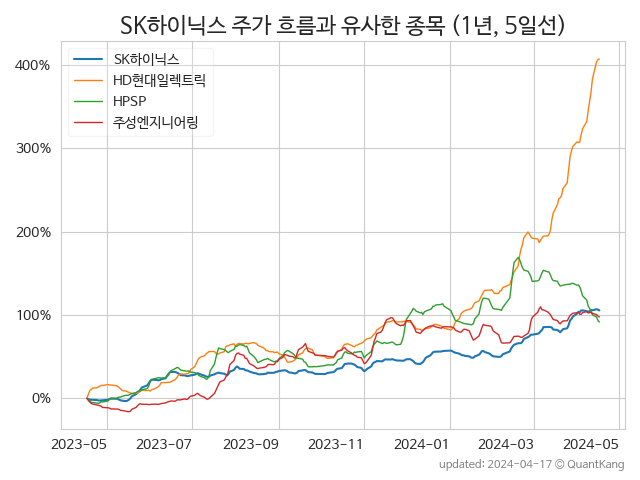 SK하이닉스 주가 흐름과 유사한 종목 (1년, 5일선)
SK하이닉스
HD현대일렉트릭
HPSP
주성엔지니어링
400%
300%
200%
100%
0%
2023-05 2023-07 2023-09 2023-11 2024-01 2024-03 2024-05
updated: 2024-04-17 © QuantKang